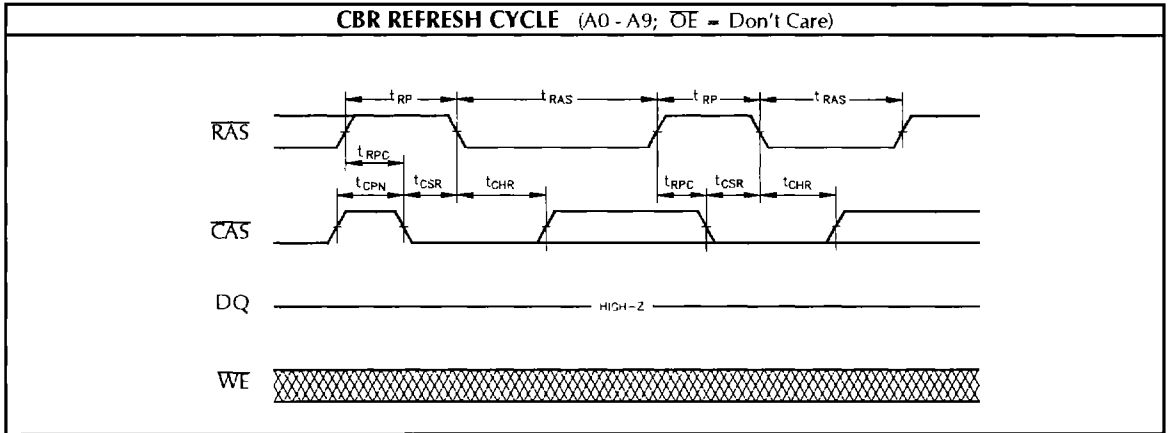 CBR REFRESH CYCLE (A0 - A9; OE = Don't Care)
tRP tRAS tRP tRAS
RAS
tRPC
tCPN tCSR tCHR tRPC tCSR tCHR
CAS
DQ HIGH-Z
WE